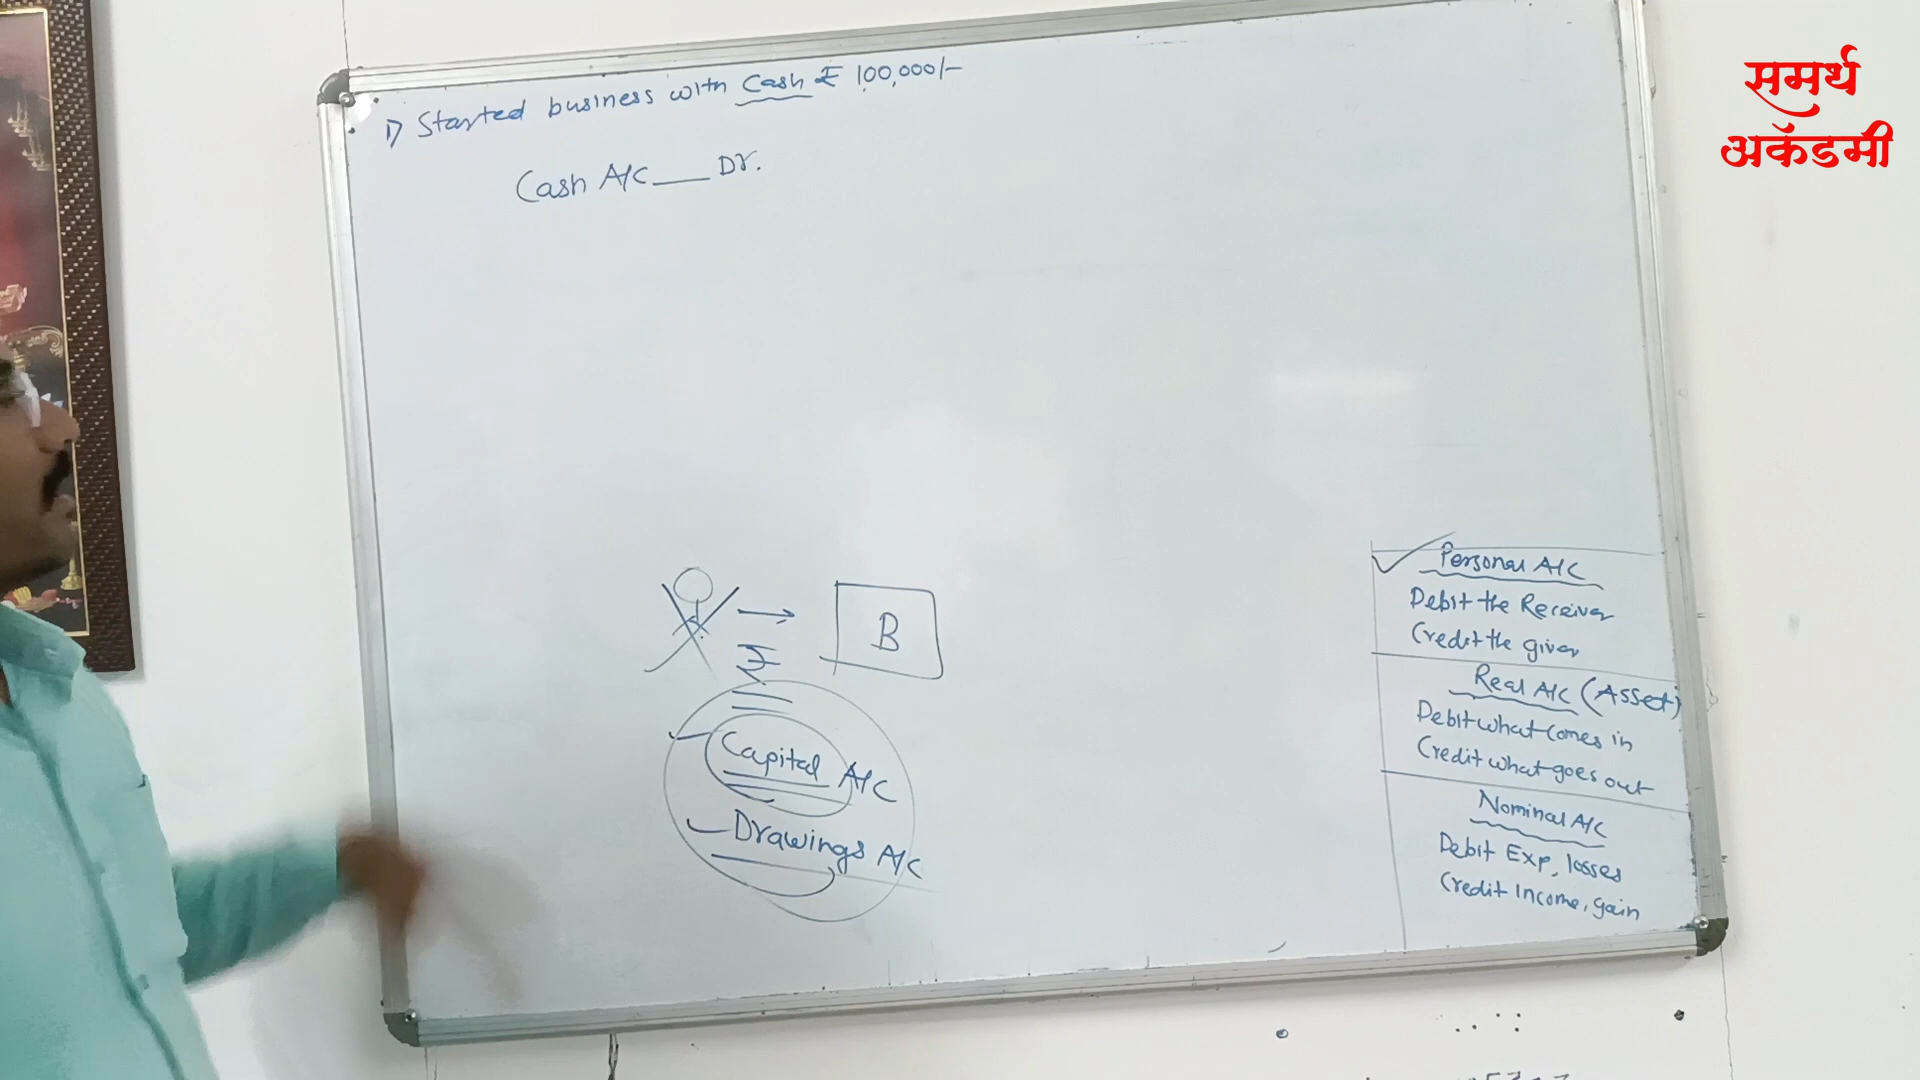 समर्थ
अकॅडमी
1) Started business with Cash ₹ 1,00,000/-
Cash A/C ___ Dr.
B
₹
Capital A/C
Drawings A/C
Personal A/C
Debit the Receiver
Credit the giver
Real A/C (Asset)
Debit what comes in
Credit what goes out
Nominal A/C
Debit Exp, losses
Credit Income, gain